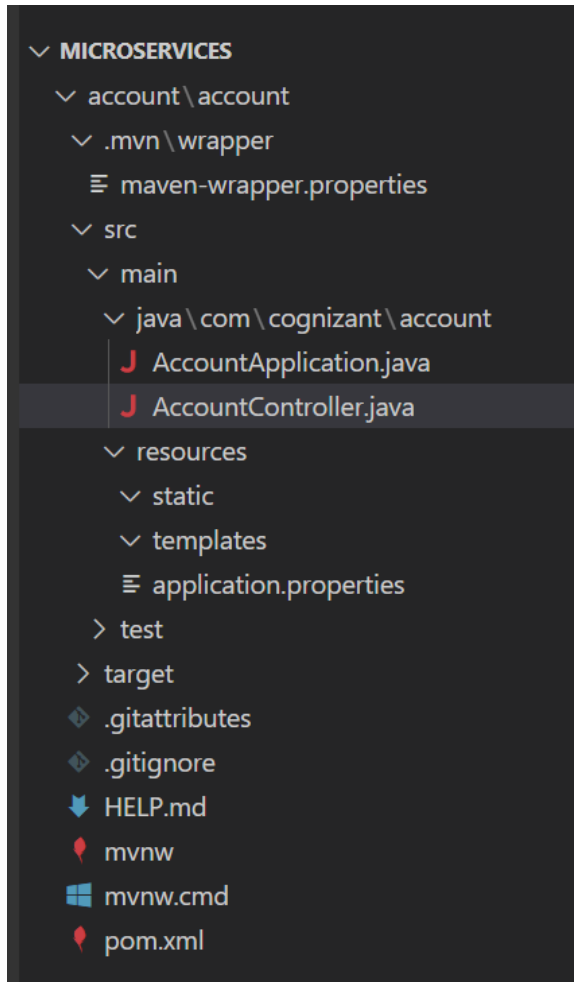 MICROSERVICES
account\account
.mvn\wrapper
maven-wrapper.properties
src
main
java\com\cognizant\account
AccountApplication.java
AccountController.java
resources
static
templates
application.properties
test
target
.gitattributes
.gitignore
HELP.md
mvnw
mvnw.cmd
pom.xml